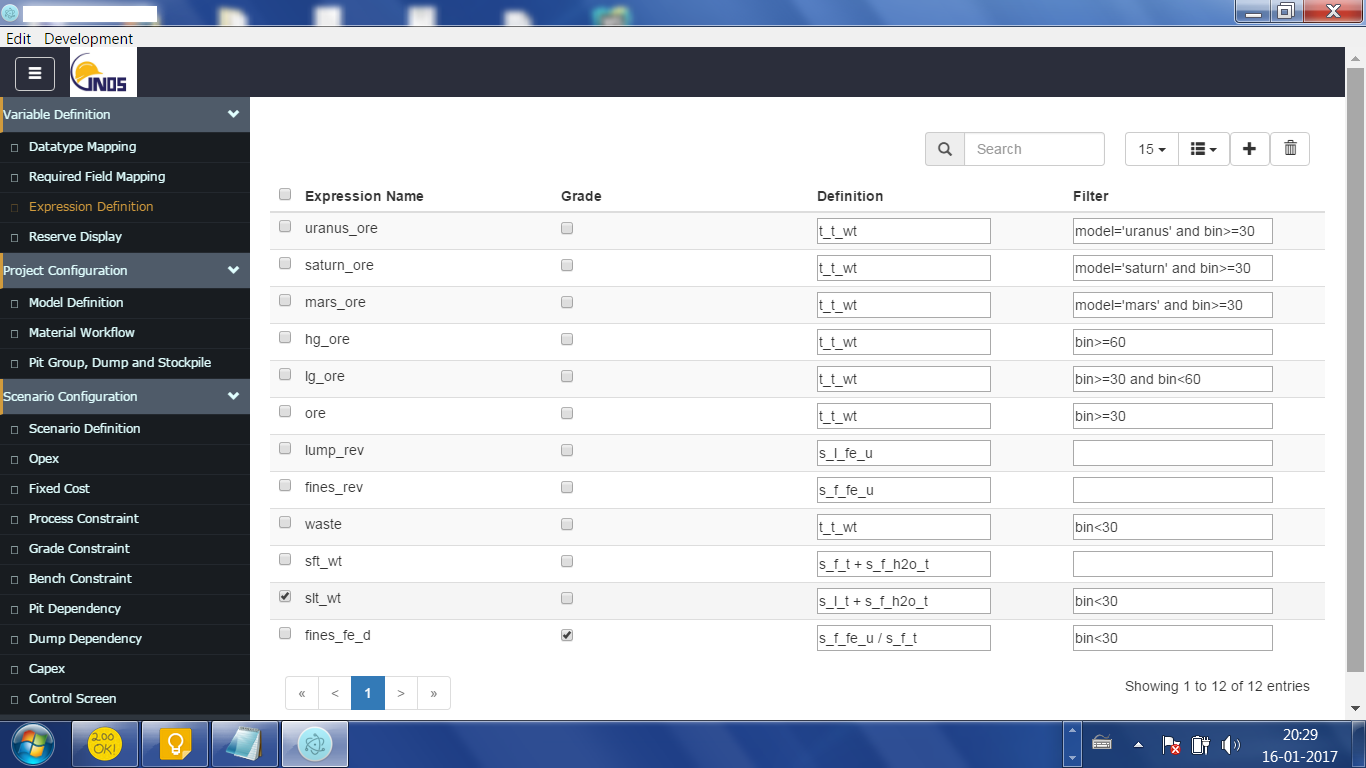 Edit Development
JNOS
Variable Definition
Datatype Mapping
Required Field Mapping
Expression Definition
Reserve Display
Project Configuration
Model Definition
Material Workflow
Pit Group, Dump and Stockpile
Scenario Configuration
Scenario Definition
Opex
Fixed Cost
Process Constraint
Grade Constraint
Bench Constraint
Pit Dependency
Dump Dependency
Capex
Control Screen
Search 15
Expression Name Grade Definition Filter
uranus_ore t_t_wt model='uranus' and bin>=30
saturn_ore t_t_wt model='saturn' and bin>=30
mars_ore t_t_wt model='mars' and bin>=30
hg_ore t_t_wt bin>=60
lg_ore t_t_wt bin>=30 and bin<60
ore t_t_wt bin>=30
lump_rev s_l_fe_u
fines_rev s_f_fe_u
waste t_t_wt bin<30
sft_wt s_f_t + s_f_h2o_t
slt_wt s_l_t + s_f_h2o_t bin<30
fines_fe_d s_f_fe_u / s_f_t bin<30
« < 1 > »
Showing 1 to 12 of 12 entries
200
OK!
20:29
16-01-2017